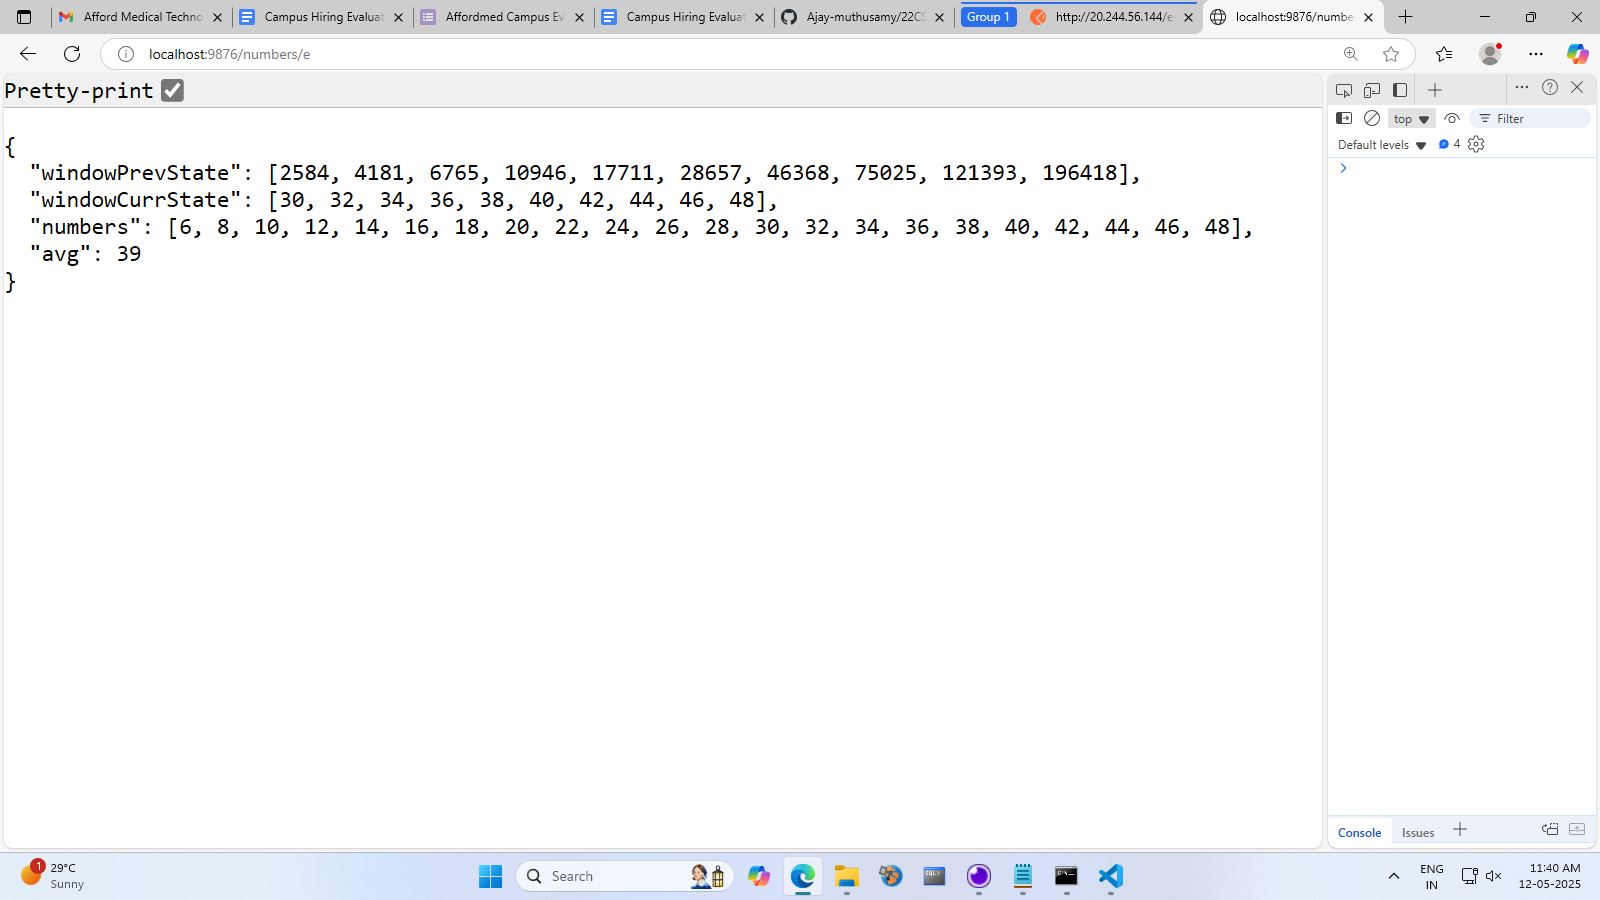 Afford Medical Techno
Campus Hiring Evaluat
Affordmed Campus Ev
Campus Hiring Evaluat
Ajay-muthusamy/22CS
Group 1
http://20.244.56.144/e
localhost:9876/numbe
localhost:9876/numbers/e
Pretty-print
{
"windowPrevState": [2584, 4181, 6765, 10946, 17711, 28657, 46368, 75025, 121393, 196418],
"windowCurrState": [30, 32, 34, 36, 38, 40, 42, 44, 46, 48],
"numbers": [6, 8, 10, 12, 14, 16, 18, 20, 22, 24, 26, 28, 30, 32, 34, 36, 38, 40, 42, 44, 46, 48],
"avg": 39
}
top
Filter
Default levels
4
Console
Issues
1
29°C
Sunny
Search
ENG
IN
11:40 AM
12-05-2025